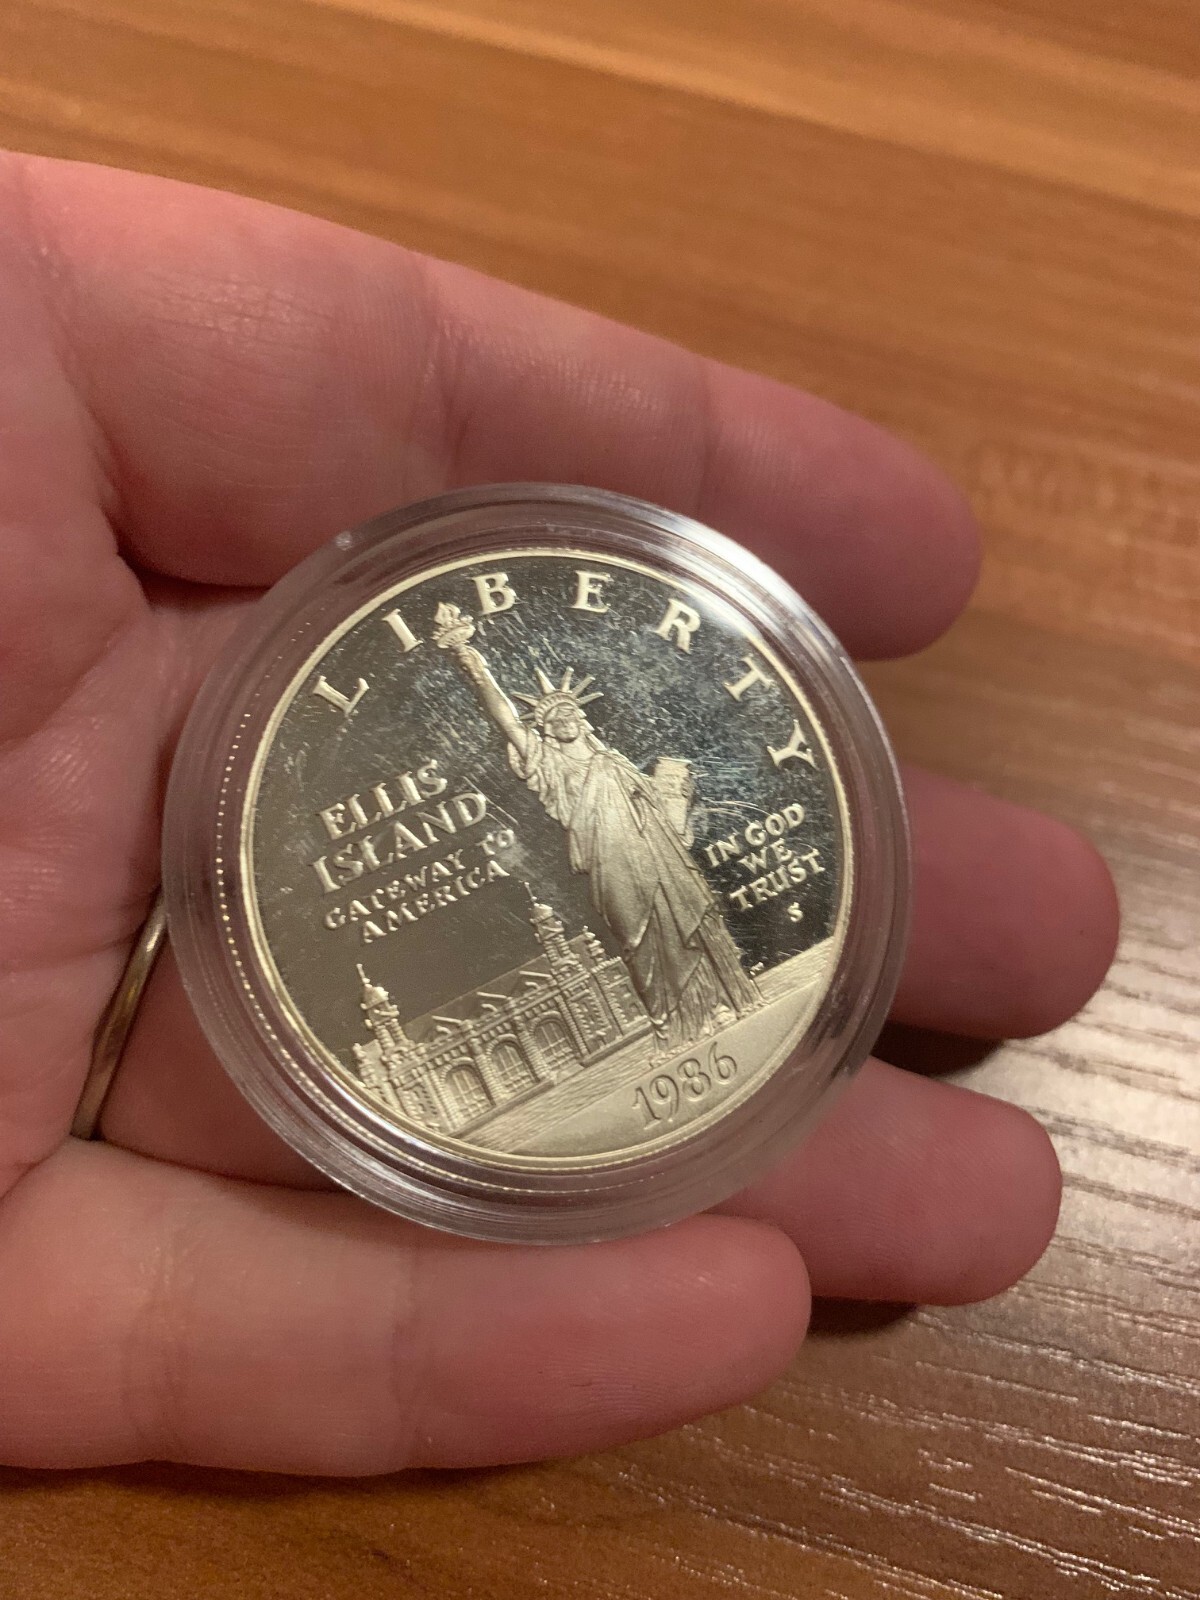 LIBERTY
ELLIS
ISLAND
GATEWAY TO
AMERICA
IN GOD
WE
TRUST
S
1986